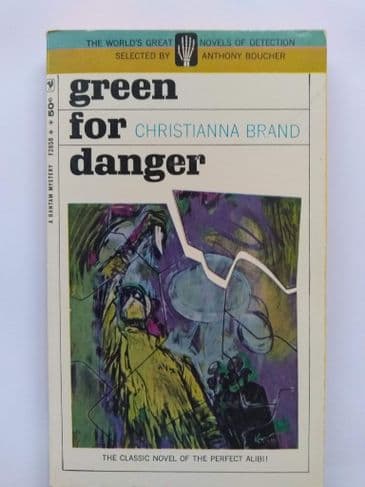 THE WORLD'S GREAT NOVELS OF DETECTION
SELECTED BY ANTHONY BOUCHER
green
for CHRISTIANNA BRAND
danger
A BANTAM MYSTERY F2858 ★ ★ 50¢
THE CLASSIC NOVEL OF THE PERFECT ALIBI!